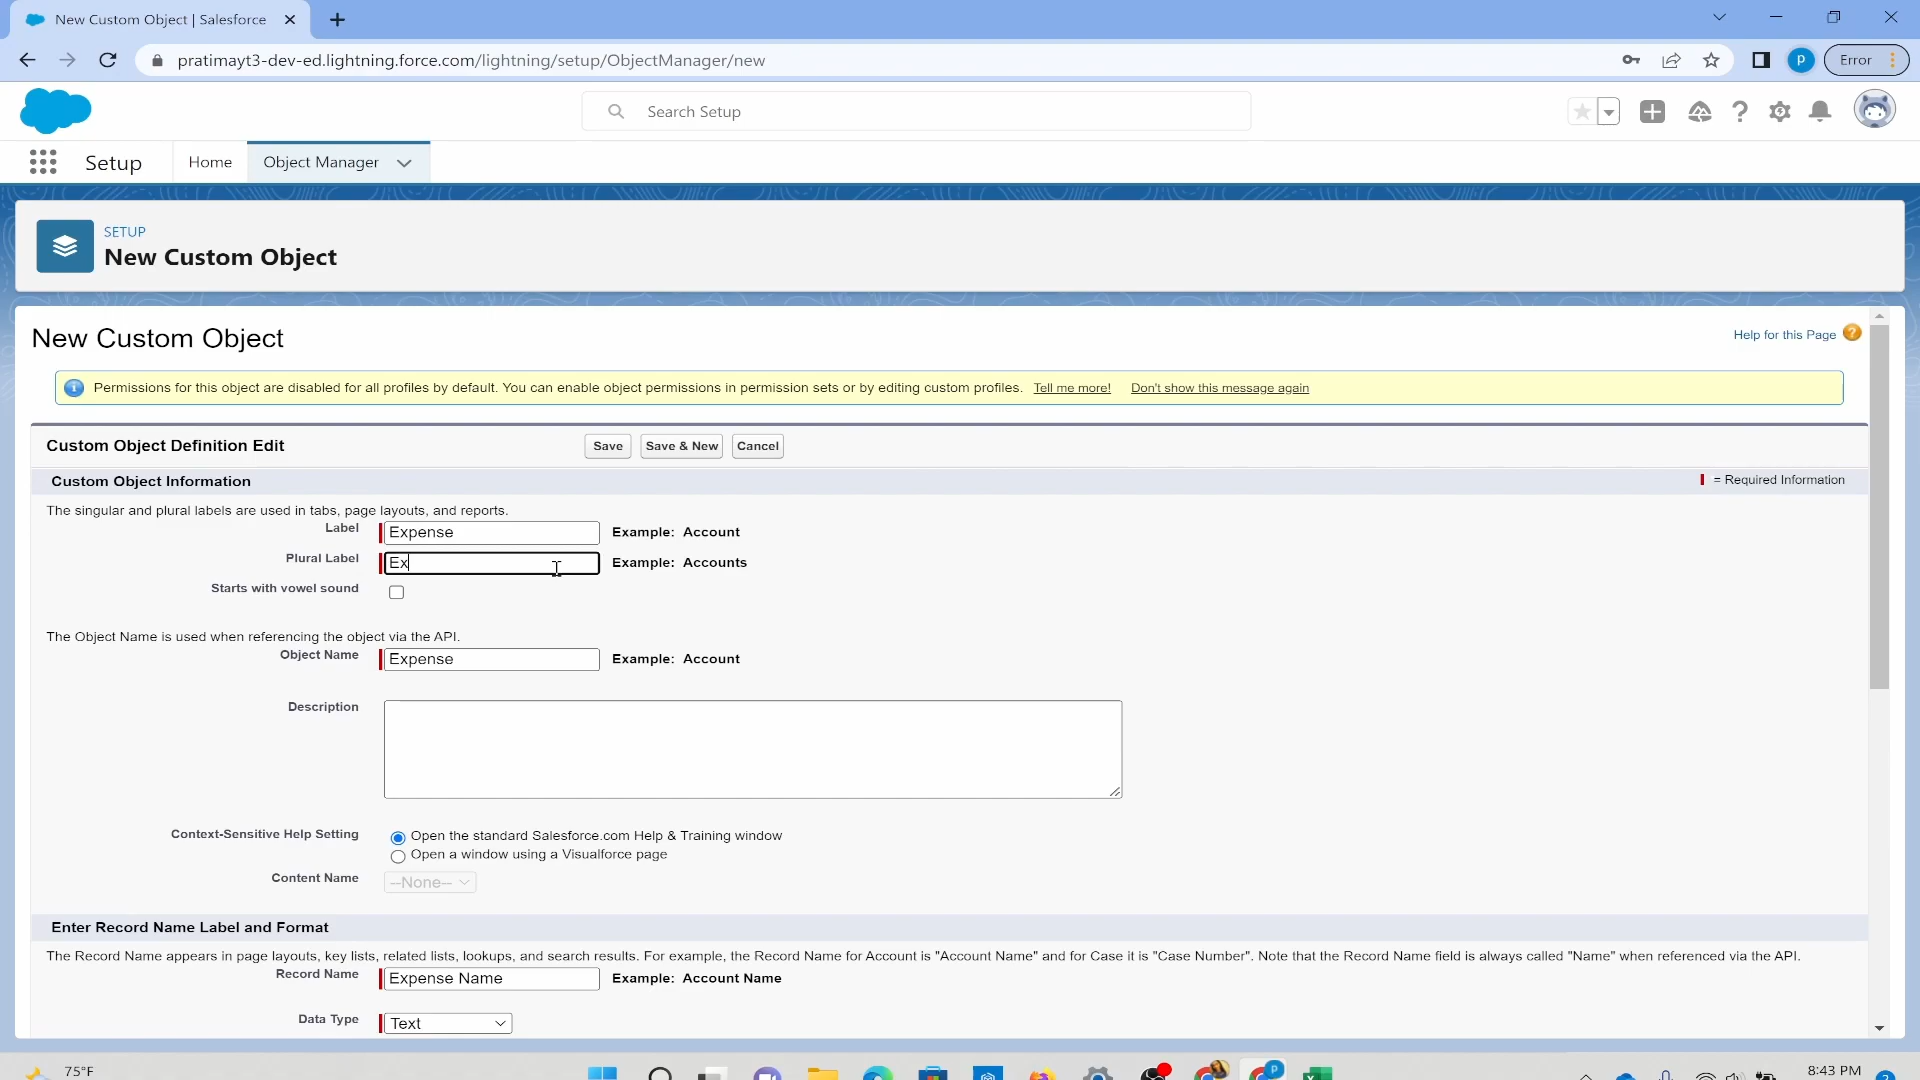 New Custom Object | Salesforce
pratimayt3-dev-ed.lightning.force.com/lightning/setup/ObjectManager/new
P
Error
Search Setup
Setup
Home
Object Manager
SETUP
New Custom Object
New Custom Object
Help for this Page
Permissions for this object are disabled for all profiles by default. You can enable object permissions in permission sets or by editing custom profiles. Tell me more! Don't show this message again
Custom Object Definition Edit
Save
Save & New
Cancel
Custom Object Information
= Required Information
The singular and plural labels are used in tabs, page layouts, and reports.
Label
Expense
Example: Account
Plural Label
Ex
Example: Accounts
Starts with vowel sound
The Object Name is used when referencing the object via the API.
Object Name
Expense
Example: Account
Description
Context-Sensitive Help Setting
Open the standard Salesforce.com Help & Training window
Open a window using a Visualforce page
Content Name
--None--
Enter Record Name Label and Format
The Record Name appears in page layouts, key lists, related lists, lookups, and search results. For example, the Record Name for Account is "Account Name" and for Case it is "Case Number". Note that the Record Name field is always called "Name" when referenced via the API.
Record Name
Expense Name
Example: Account Name
Data Type
Text
75°F
8:43 PM